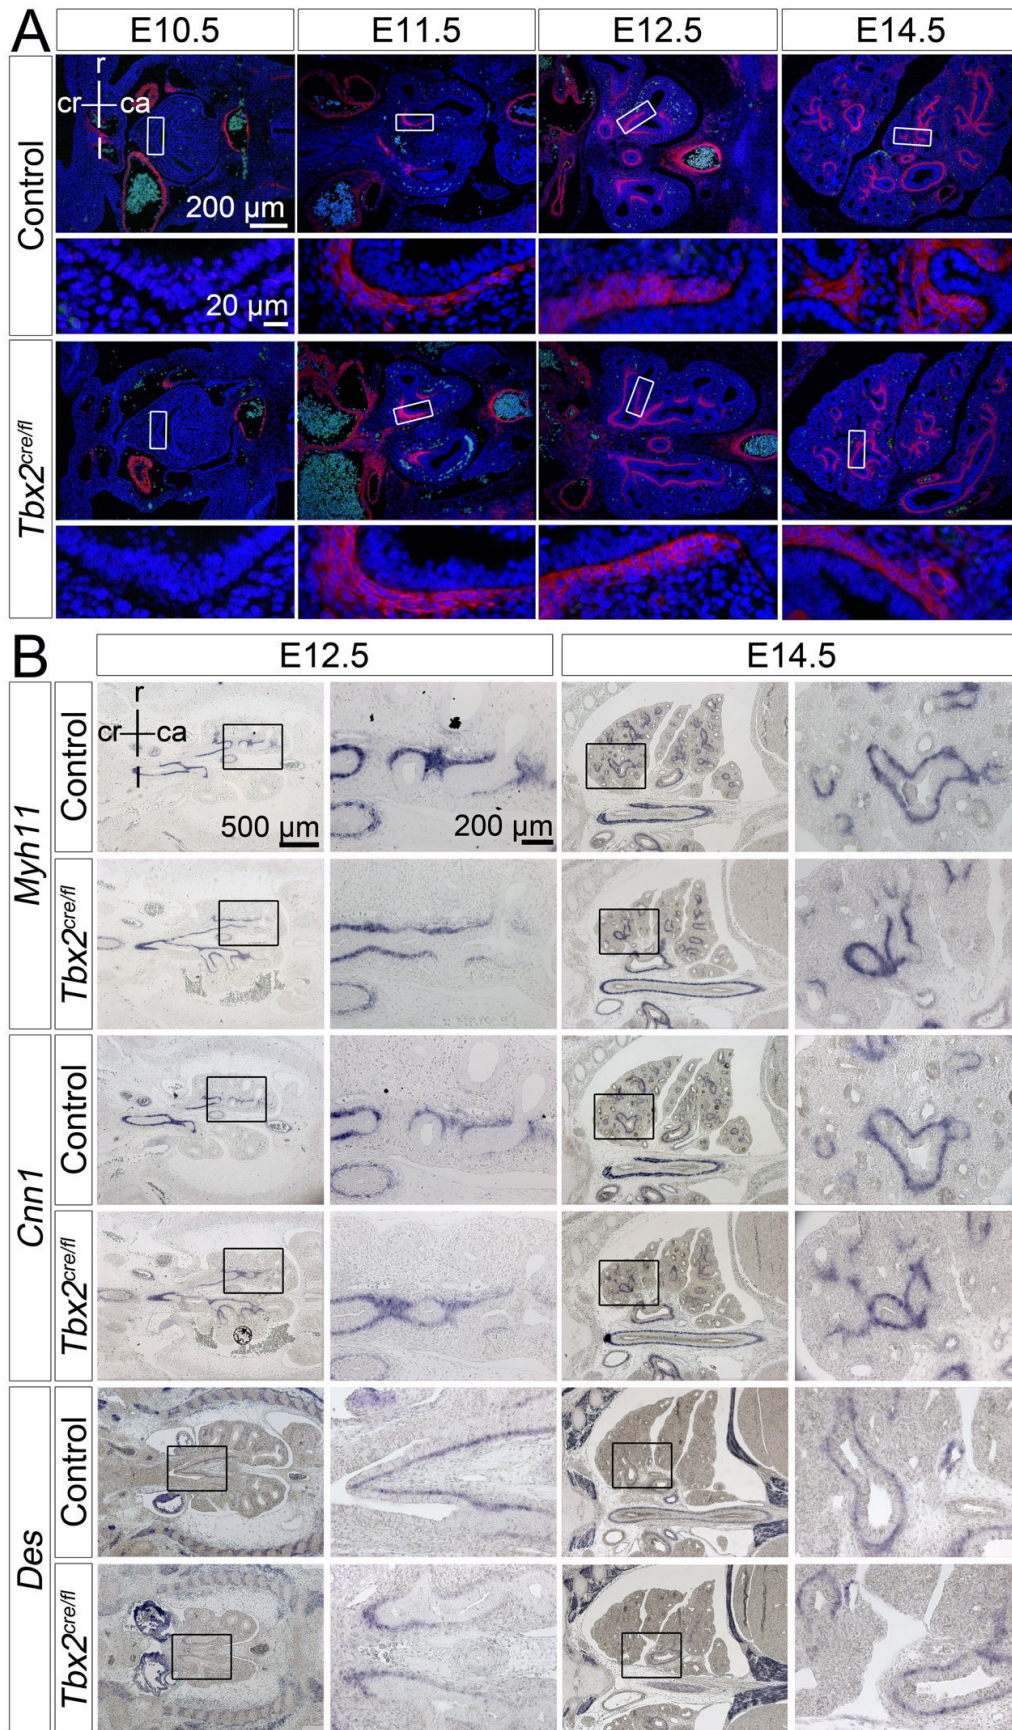 A
E10.5 E11.5 E12.5 E14.5
Control
r
cr ca
200 µm
20 µm
Tbx2cre/fl
B
E12.5 E14.5
Myh11
Control
r
cr ca
500 µm
200 µm
Tbx2cre/fl
Cnn1
Control
Tbx2cre/fl
Des
Control
Tbx2cre/fl